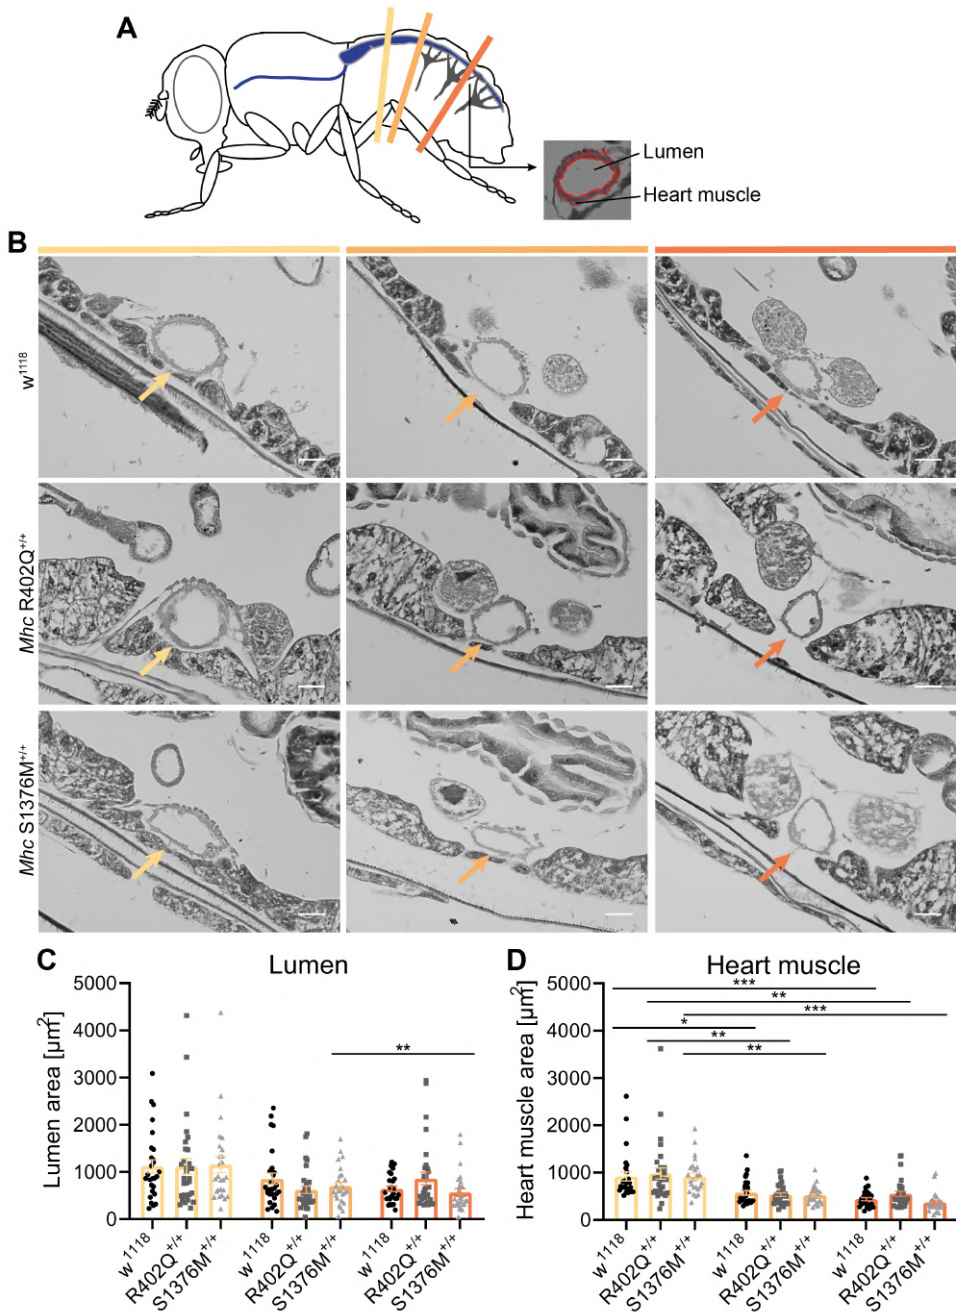 A
Lumen
Heart muscle
B
w1118
Mhc R402Q+/+
Mhc S1376M+/+
C
Lumen
Lumen area [µm2]
5000
4000
3000
2000
1000
0
**
w1118
R402Q+/+
S1376M+/+
w1118
R402Q+/+
S1376M+/+
w1118
R402Q+/+
S1376M+/+
D
Heart muscle
Heart muscle area [µm2]
5000
4000
3000
2000
1000
0
***
**
***
*
**
**
w1118
R402Q+/+
S1376M+/+
w1118
R402Q+/+
S1376M+/+
w1118
R402Q+/+
S1376M+/+